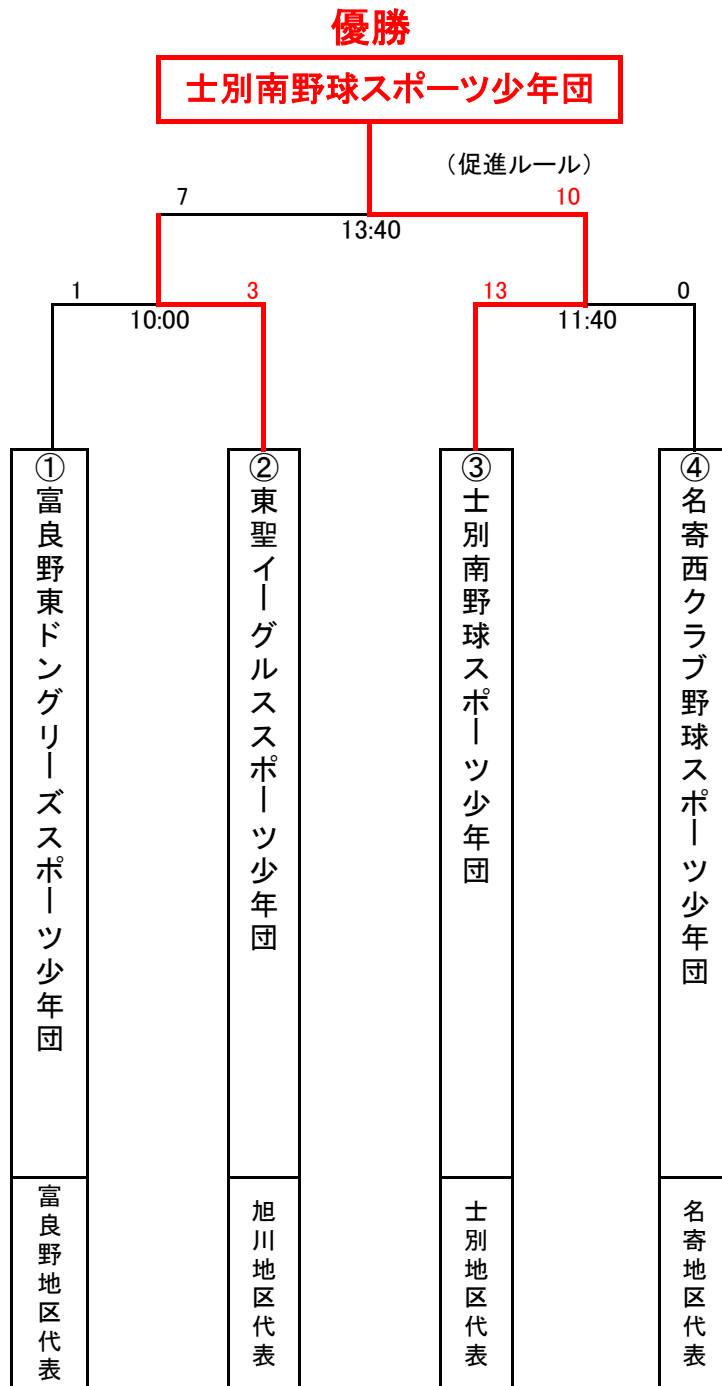 優勝
士別南野球スポーツ少年団
（促進ルール）
7
10
13:40
1
3
13
0
10:00
11:40
①富良野東ドングリーズスポーツ少年団
②東聖イーグルススポーツ少年団
③士別南野球スポーツ少年団
④名寄西クラブ野球スポーツ少年団
富良野地区代表
旭川地区代表
士別地区代表
名寄地区代表